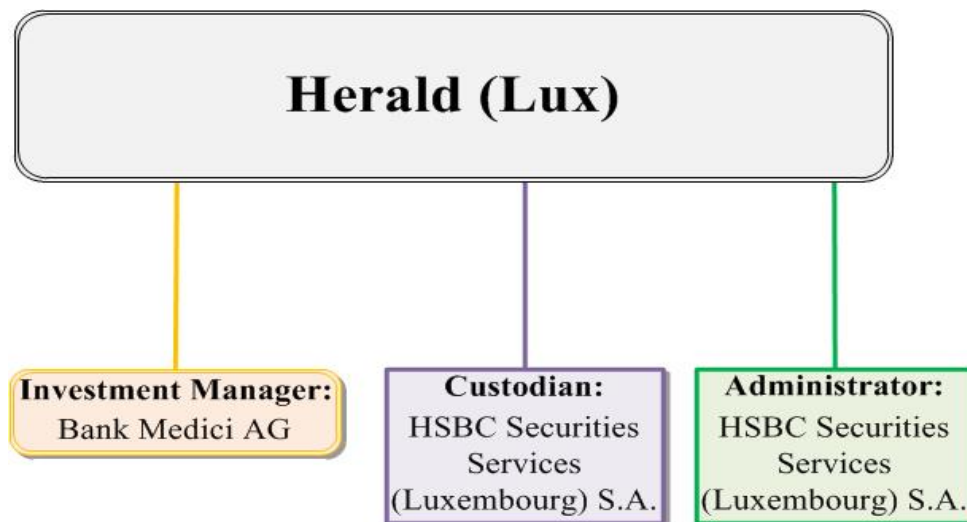 Herald (Lux)
Investment Manager:
Bank Medici AG
Custodian:
HSBC Securities
Services
(Luxembourg) S.A.
Administrator:
HSBC Securities
Services
(Luxembourg) S.A.